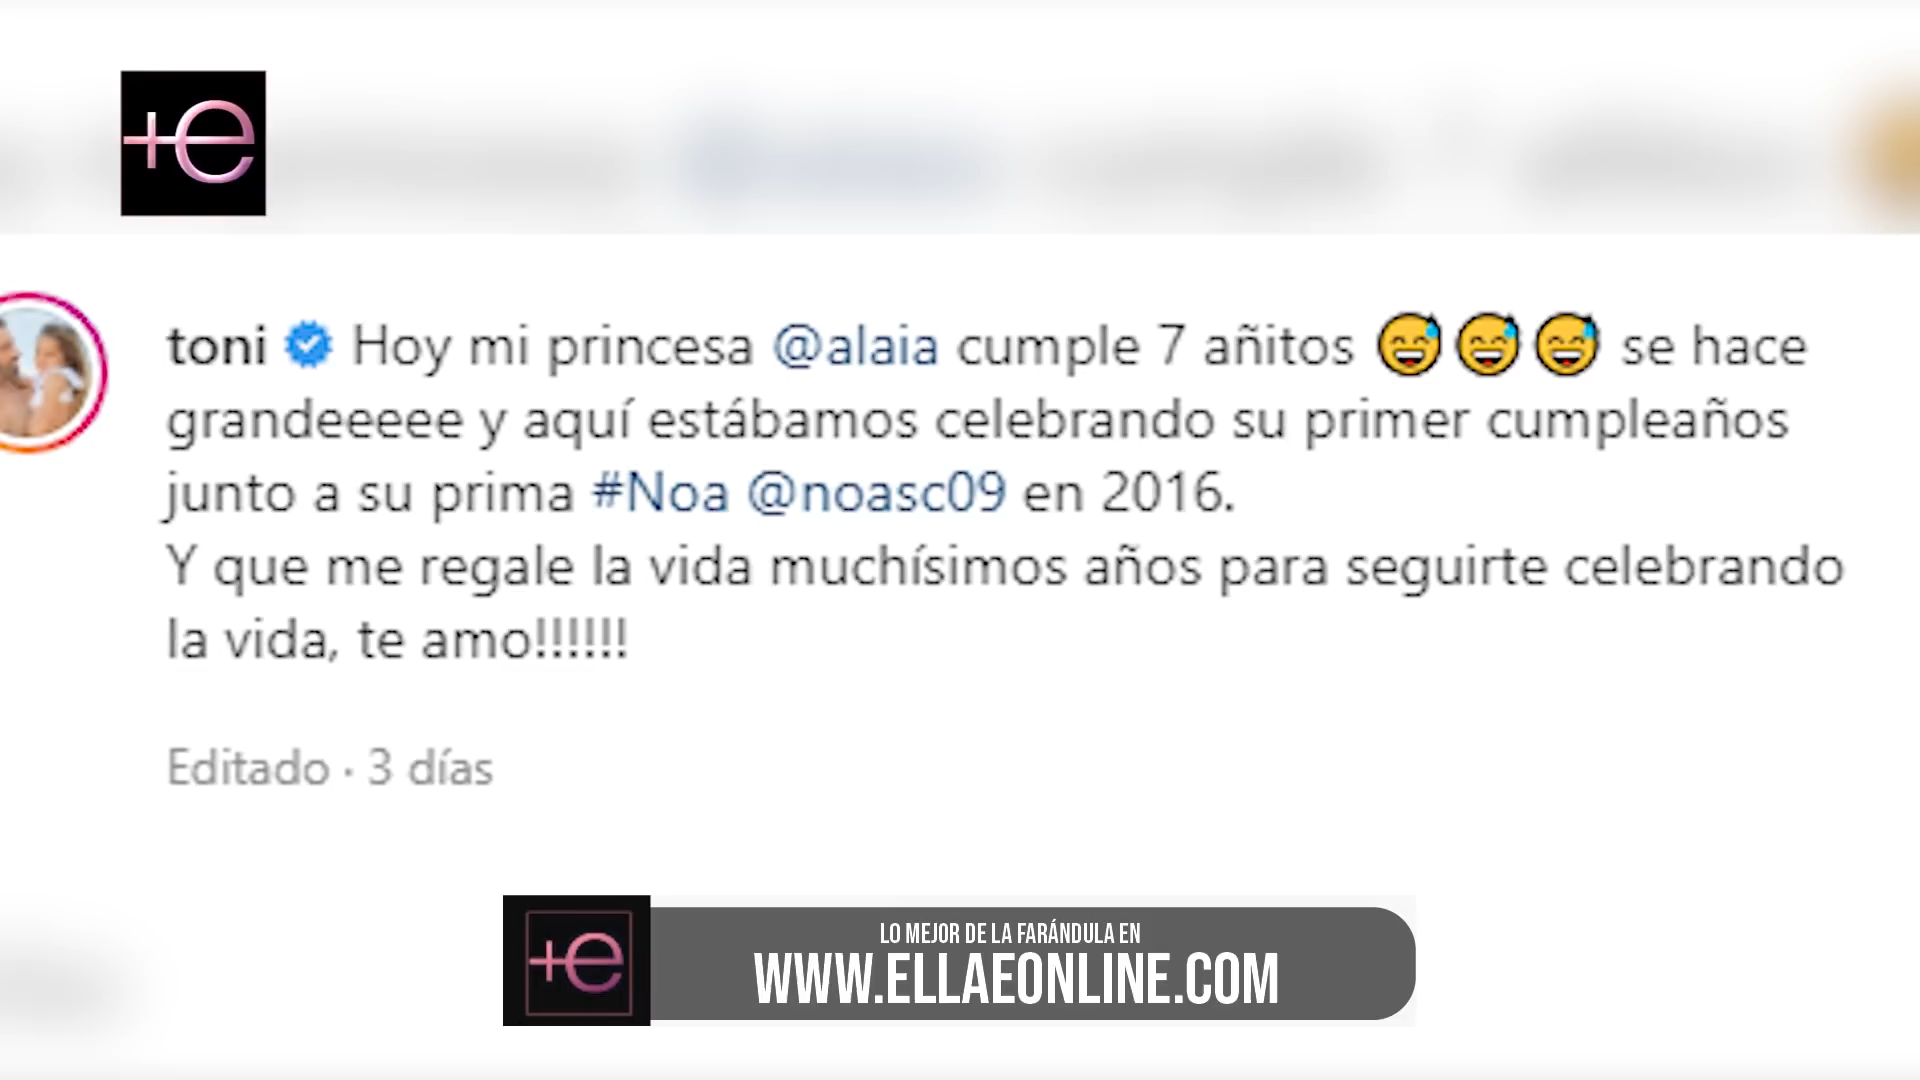 +e
toni Hoy mi princesa @alaia cumple 7 añitos 😅😅😅 se hace
grandeeeee y aquí estábamos celebrando su primer cumpleaños
junto a su prima #Noa @noasc09 en 2016.
Y que me regale la vida muchísimos años para seguirte celebrando
la vida, te amo!!!!!!
Editado · 3 días
+e
LO MEJOR DE LA FARÁNDULA EN
WWW.ELLAEONLINE.COM